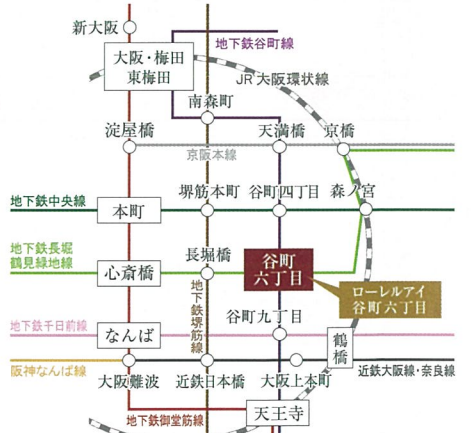 新大阪
地下鉄谷町線
大阪・梅田
東梅田
JR大阪環状線
南森町
淀屋橋
天満橋
京橋
京阪本線
地下鉄中央線
本町
堺筋本町
谷町四丁目
森ノ宮
地下鉄長堀
鶴見緑地線
心斎橋
長堀橋
谷町
六丁目
ローレルアイ
谷町六丁目
地下鉄堺筋線
地下鉄千日前線
なんば
谷町九丁目
鶴橋
阪神なんば線
大阪難波
近鉄日本橋
大阪上本町
近鉄大阪線・奈良線
地下鉄御堂筋線
天王寺